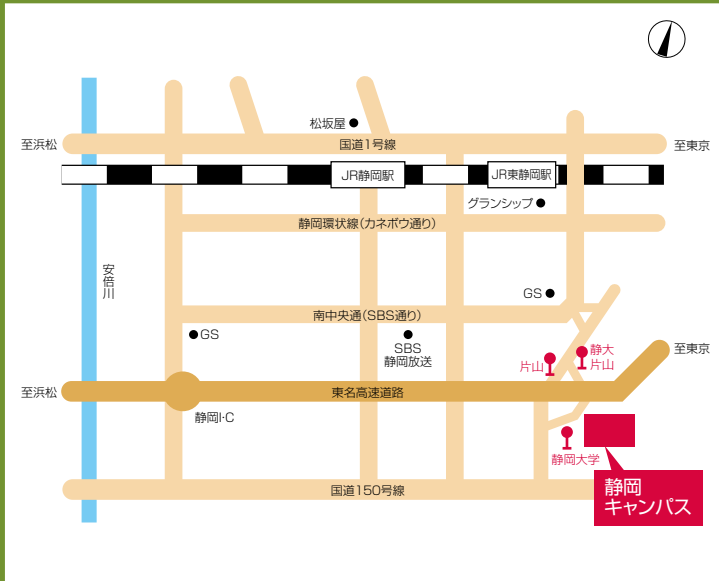 松坂屋
至浜松
国道1号線
至東京
JR静岡駅
JR東静岡駅
グランシップ
静岡環状線(カネボウ通り)
安倍川
GS
南中央通(SBS通り)
GS
SBS
静岡放送
片山
静大
片山
至東京
至浜松
東名高速道路
静岡I・C
静岡大学
国道150号線
静岡
キャンパス